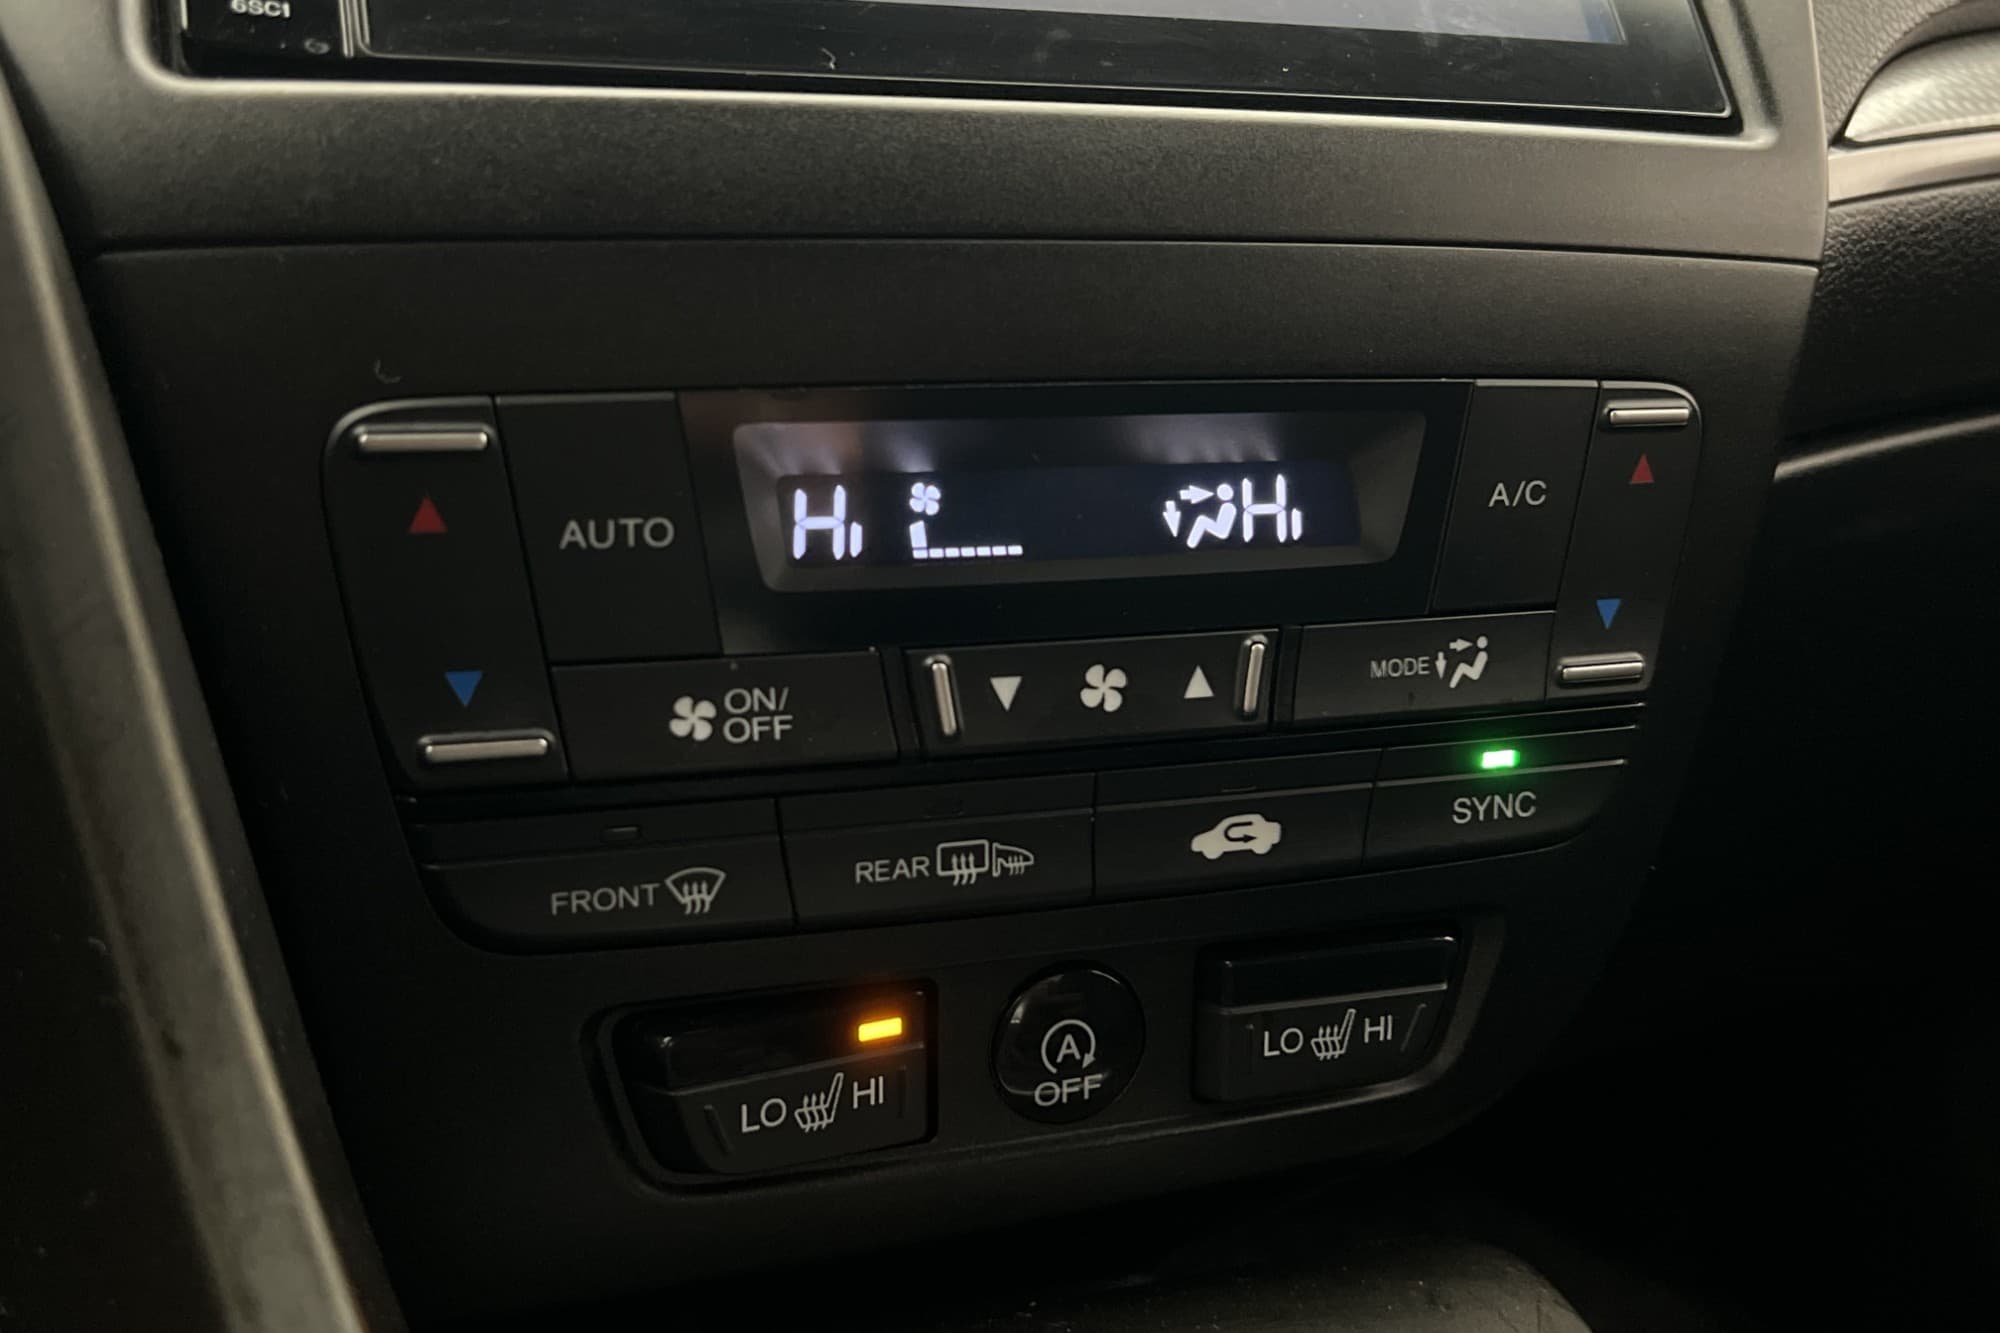 6SC1
Hi Hi
AUTO
A/C
ON/
OFF
MODE
SYNC
FRONT
REAR
LO HI
A
OFF
LO HI